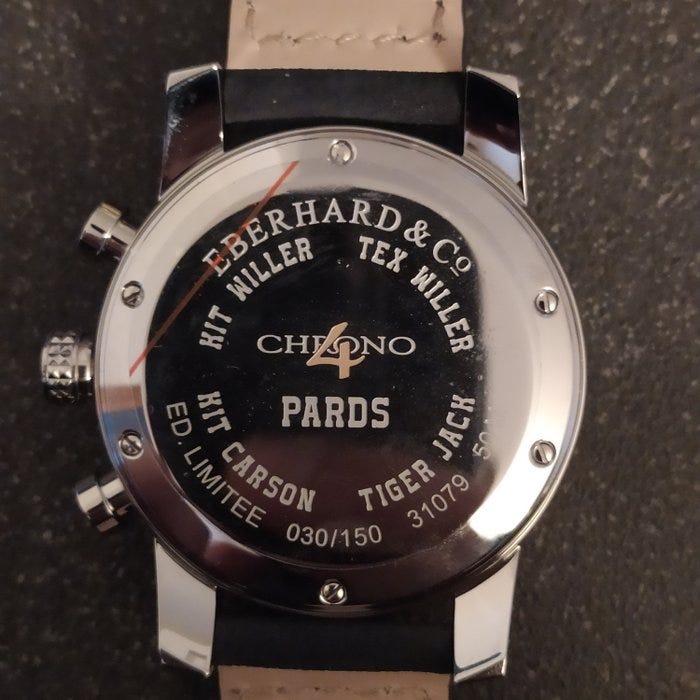 EBERHARD & Co
KIT WILLER
TEX WILLER
CHRONO
4
PARDS
KIT CARSON
TIGER JACK
ED. LIMITEE 030/150 31079